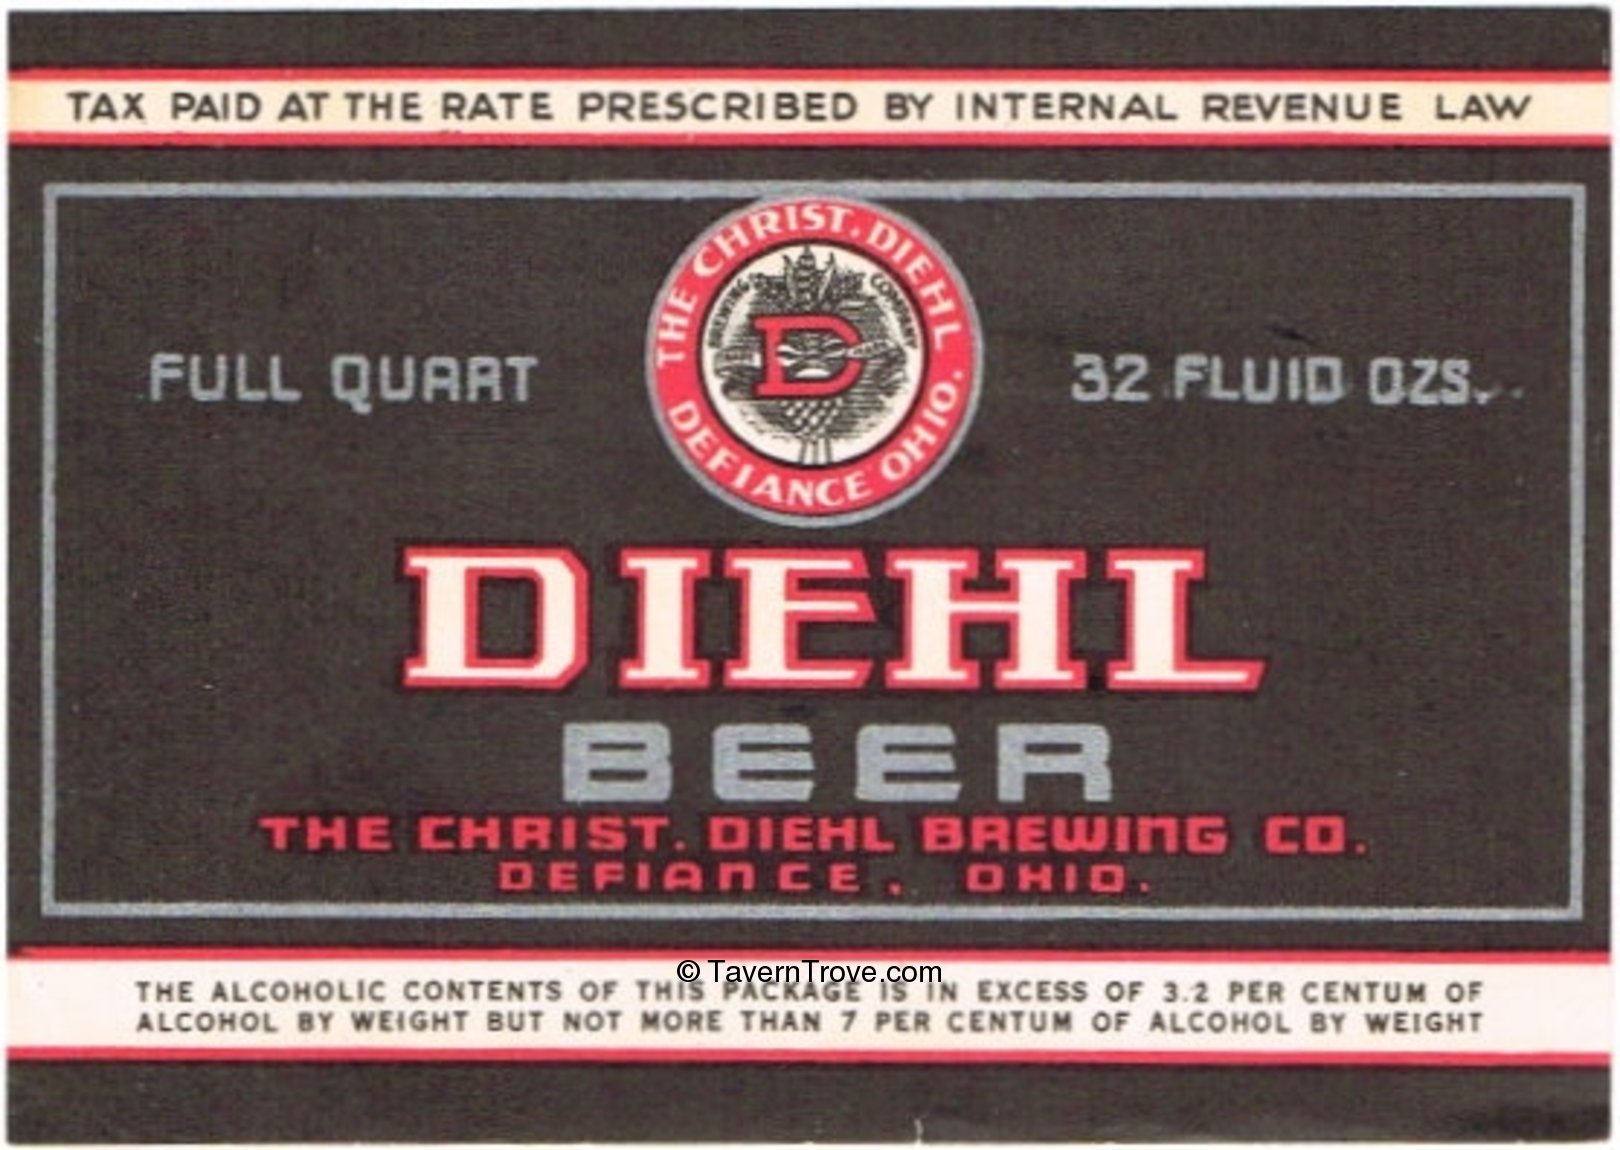 TAX PAID AT THE RATE PRESCRIBED BY INTERNAL REVENUE LAW
THE CHRIST. DIEHL
BREWING COMPANY
D
DEFIANCE OHIO.
FULL QUART
32 FLUID OZS.
DIEHL
BEER
THE CHRIST. DIEHL BREWING CO.
DEFIANCE, OHIO.
© TavernTrove.com
THE ALCOHOLIC CONTENTS OF THIS PACKAGE IS IN EXCESS OF 3.2 PER CENTUM OF
ALCOHOL BY WEIGHT BUT NOT MORE THAN 7 PER CENTUM OF ALCOHOL BY WEIGHT